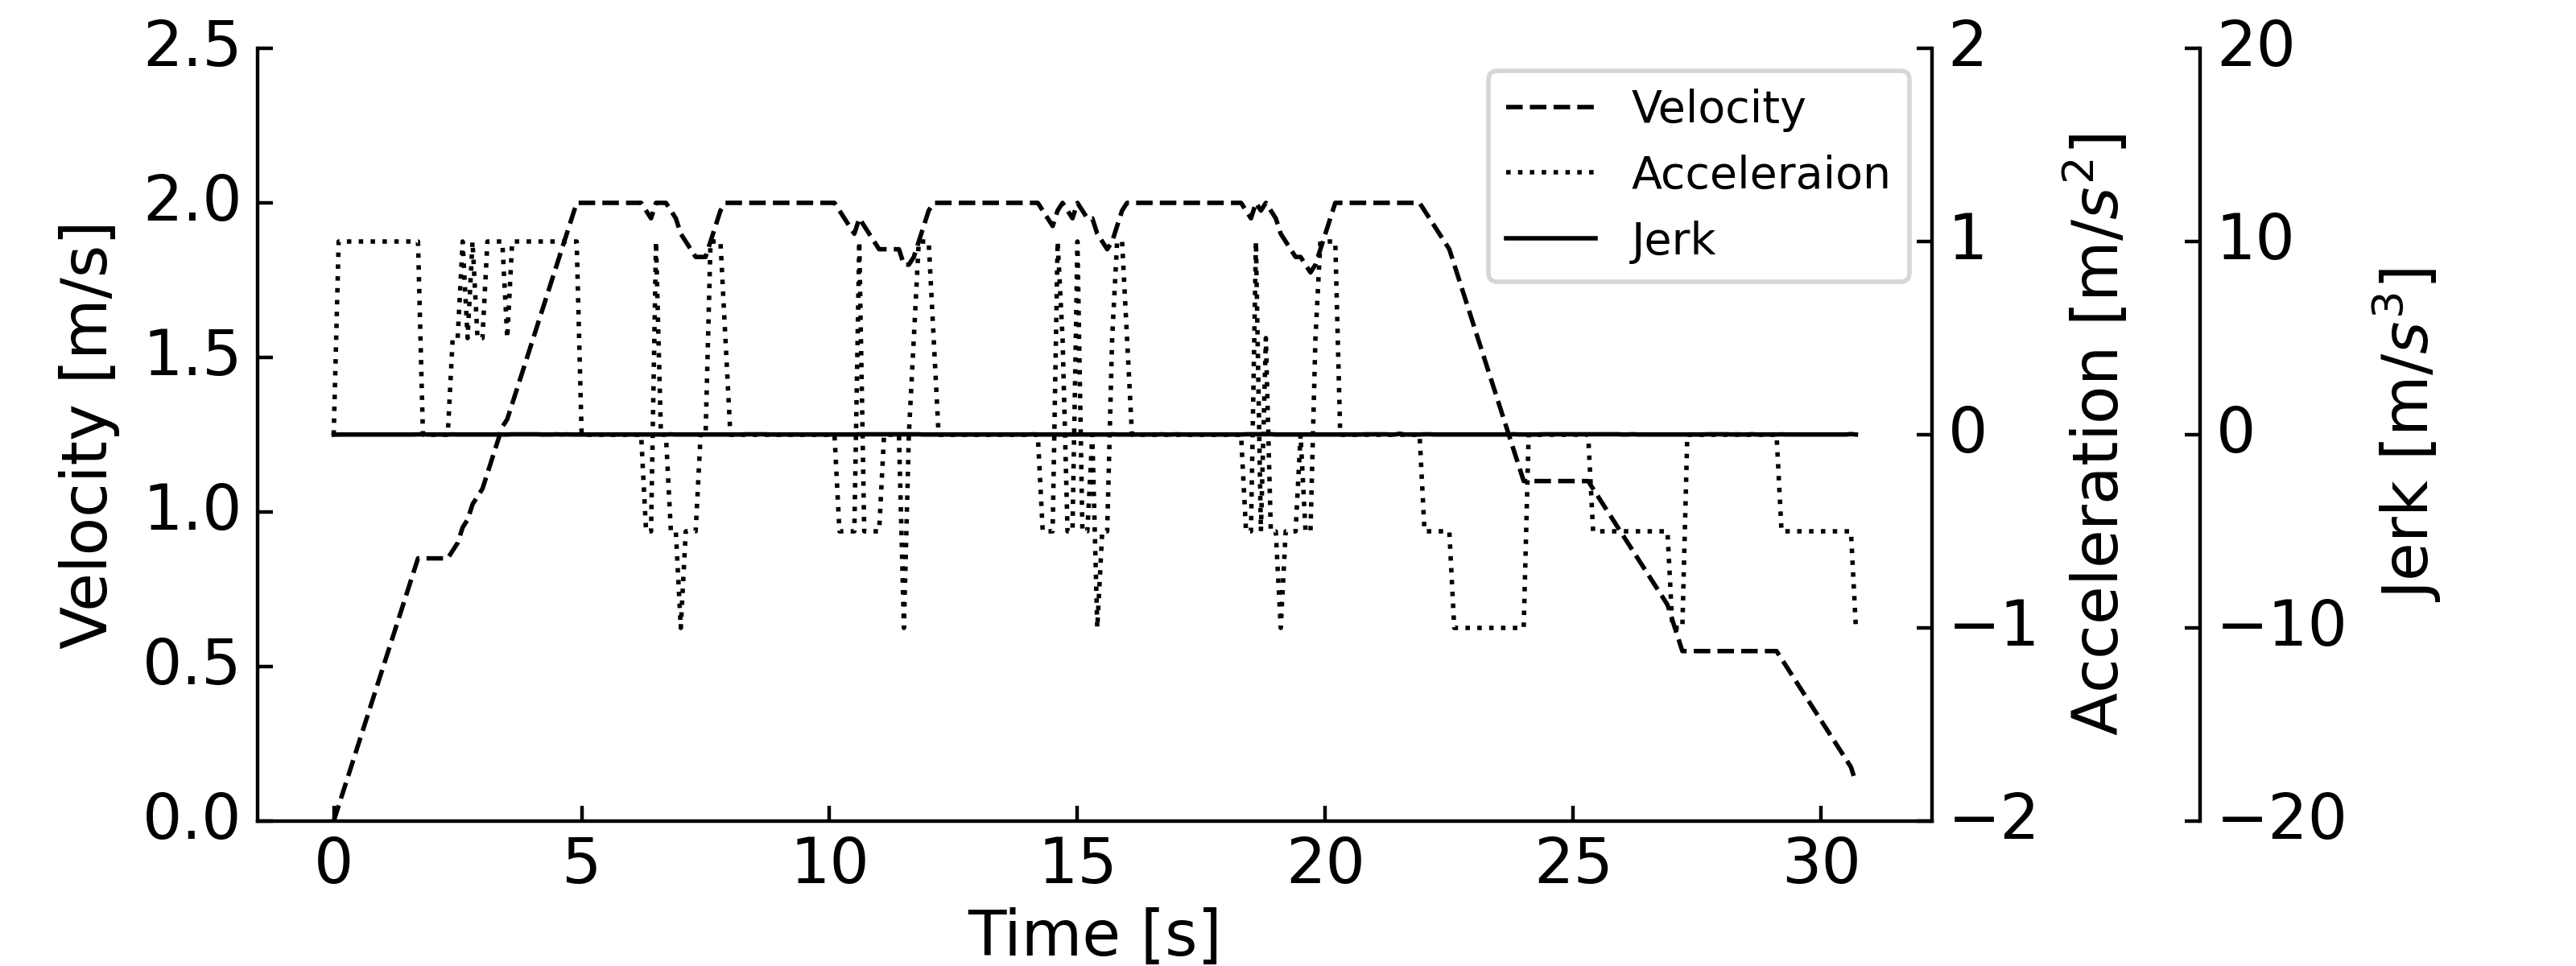 2.5
2.0
1.5
1.0
0.5
0.0
Velocity [m/s]
0 5 10 15 20 25 30
Time [s]
Velocity
Acceleraion
Jerk
2
1
0
−1
−2
Acceleration [m/s²]
20
10
0
−10
−20
Jerk [m/s³]